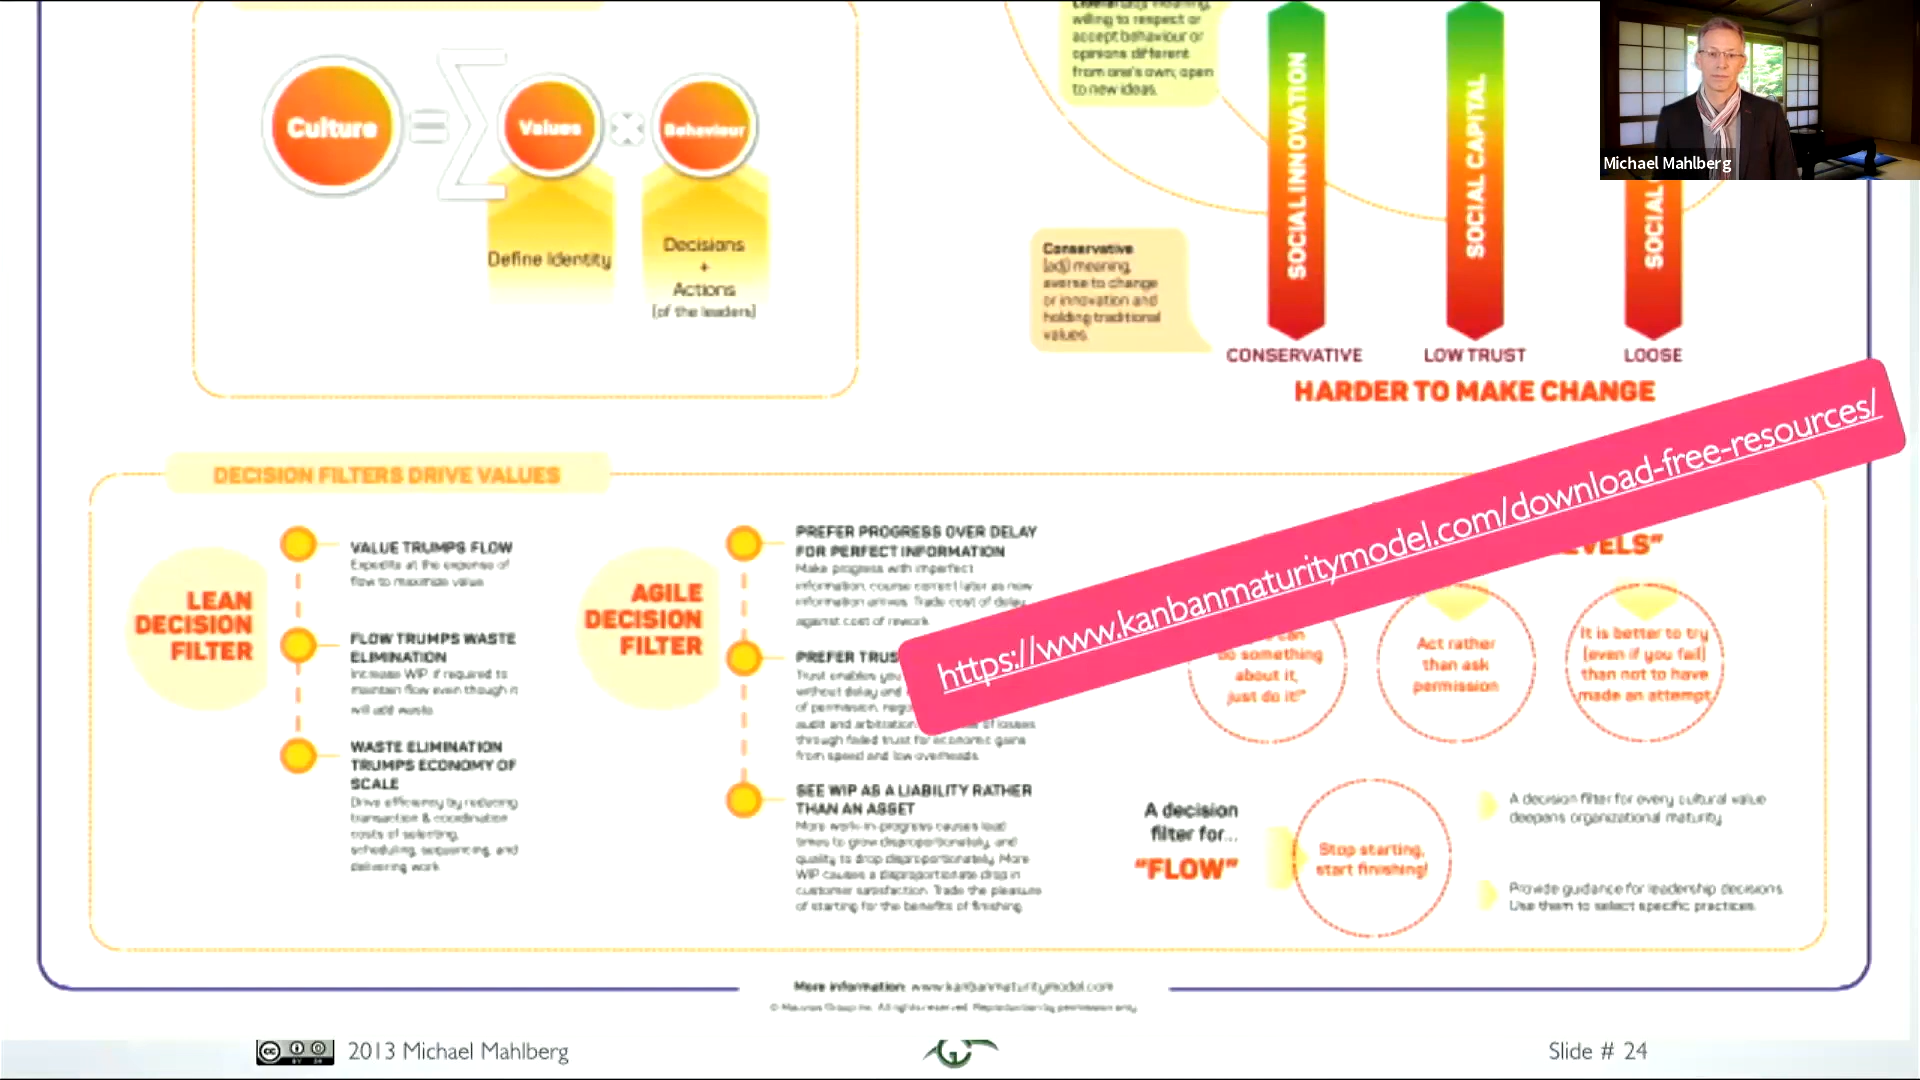 willing to respect or
accept behaviour or
opinions different
from one's own; open
to new ideas.
Culture
=
Values
x
Behaviour
Define Identity
Decisions
+
Actions
(of the leaders)
Conservative
(adj) meaning,
averse to change
or innovation and
holding traditional
values.
SOCIAL INNOVATION
SOCIAL CAPITAL
SOCIAL
CONSERVATIVE
LOW TRUST
LOOSE
HARDER TO MAKE CHANGE
Michael Mahlberg
DECISION FILTERS DRIVE VALUES
LEAN
DECISION
FILTER
VALUE TRUMPS FLOW
Expedite at the expense of
flow to maximize value
FLOW TRUMPS WASTE
ELIMINATION
Increase WIP if required to
maintain flow even though it
will add waste
WASTE ELIMINATION
TRUMPS ECONOMY OF
SCALE
Drive efficiency by reducing
transaction & coordination
costs of selecting,
scheduling, sequencing, and
delivering work
AGILE
DECISION
FILTER
PREFER PROGRESS OVER DELAY
FOR PERFECT INFORMATION
Make progress with imperfect
information, course correct later as new
information arrives. Trade cost of delay
against cost of rework
PREFER TRUS
Trust enables you
without delay and
of permission, nego
audit and arbitration. of losses
through failed trust for economic gains
from speed and low overheads.
SEE WIP AS A LIABILITY RATHER
THAN AN ASSET
More work-in-progress causes lead
times to grow disproportionately, and
quality to drop disproportionately. More
WIP causes a disproportionate drop in
customer satisfaction. Trade the pleasure
of starting for the benefits of finishing.
https://www.kanbanmaturitymodel.com/download-free-resources/
EVELS"
can
do something
about it,
just do it!"
Act rather
than ask
permission
It is better to try
(even if you fail)
than not to have
made an attempt
A decision
filter for...
"FLOW"
Stop starting,
start finishing!
A decision filter for every cultural value
deepens organizational maturity
Provide guidance for leadership decisions.
Use them to select specific practices.
More information: www.kanbanmaturitymodel.com
© Mauvius Group Inc. All rights reserved. Reproduction by permission only
cc BY SA
2013 Michael Mahlberg
Slide # 24